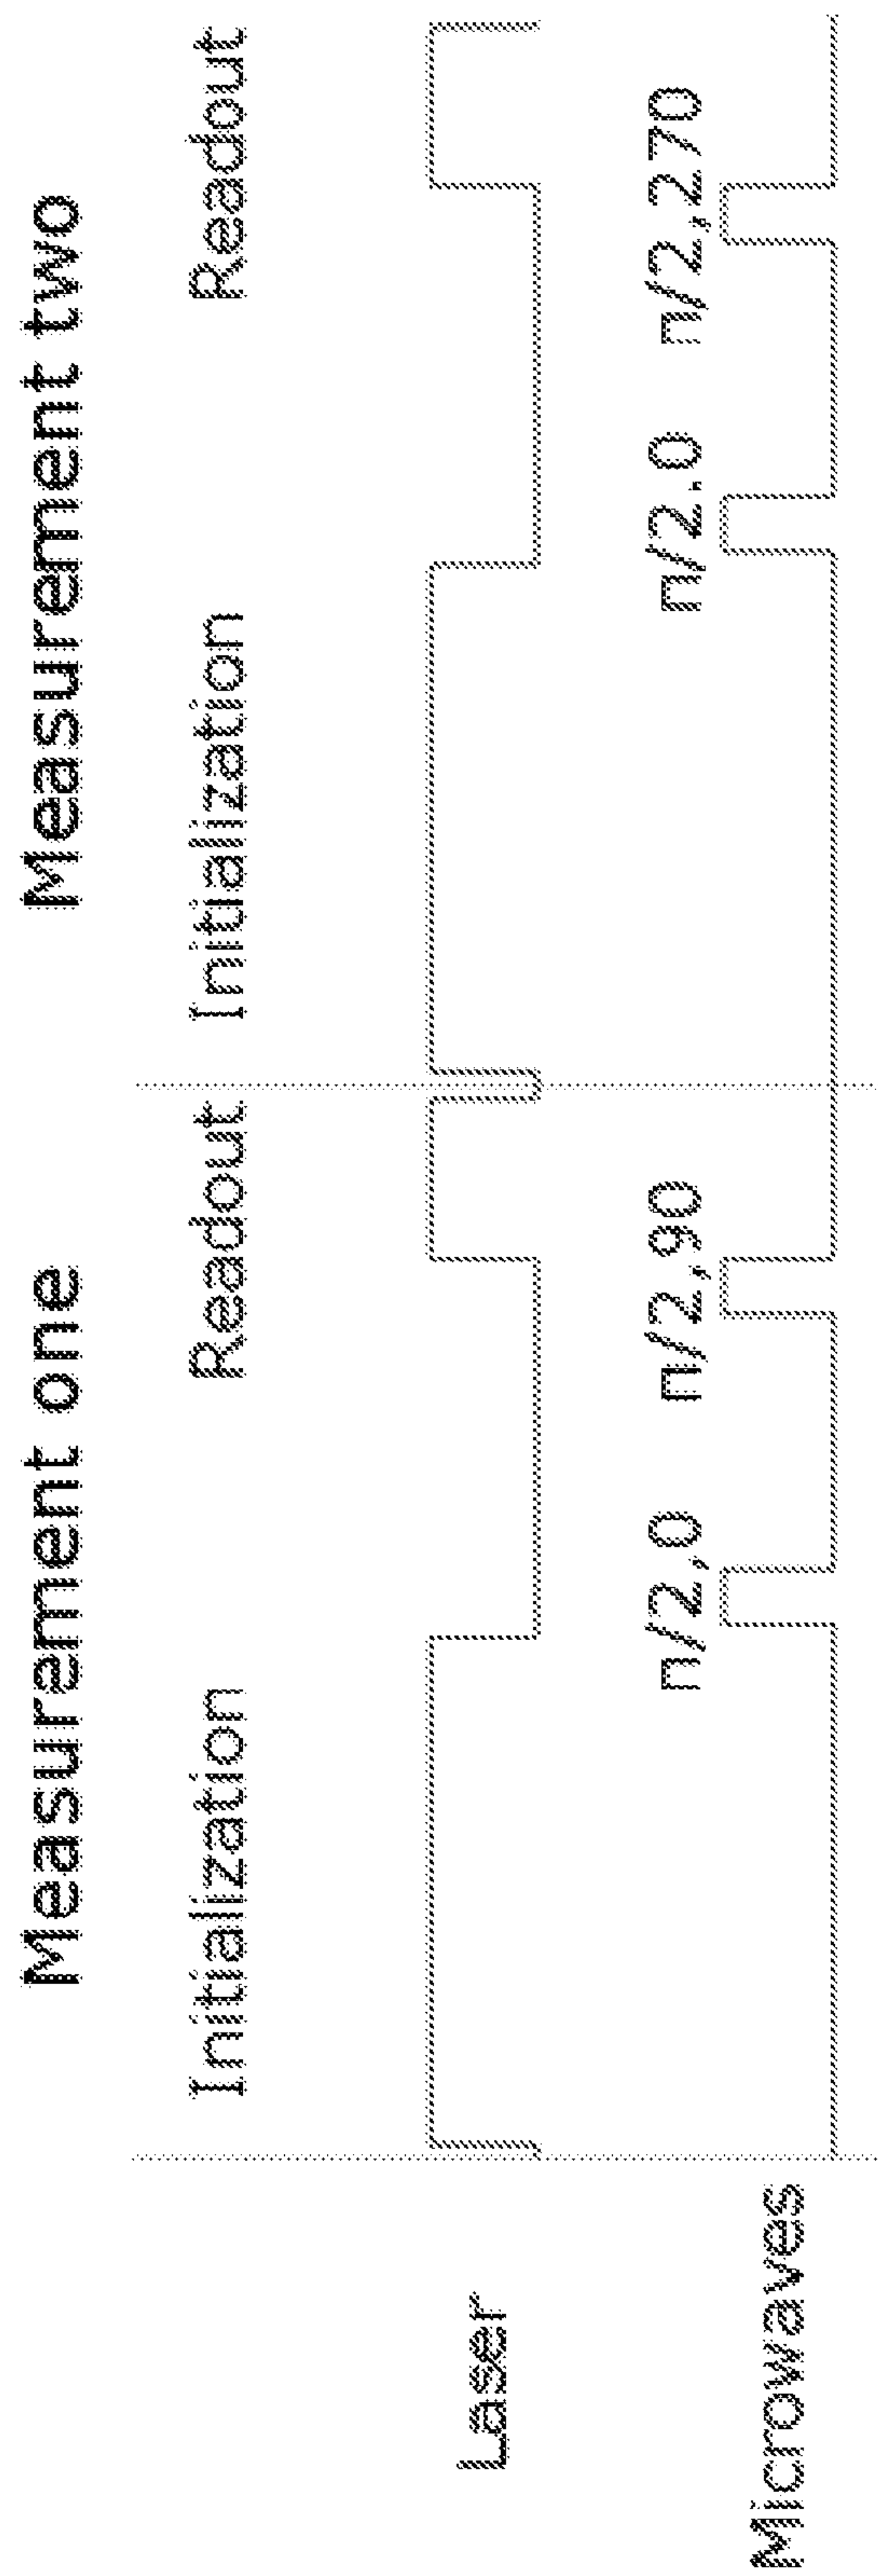 Measurement one Measurement two
Initialization Readout Initialization Readout
Laser
π/2,0 π/2,90 π/2.0 π/2,270
Microwaves